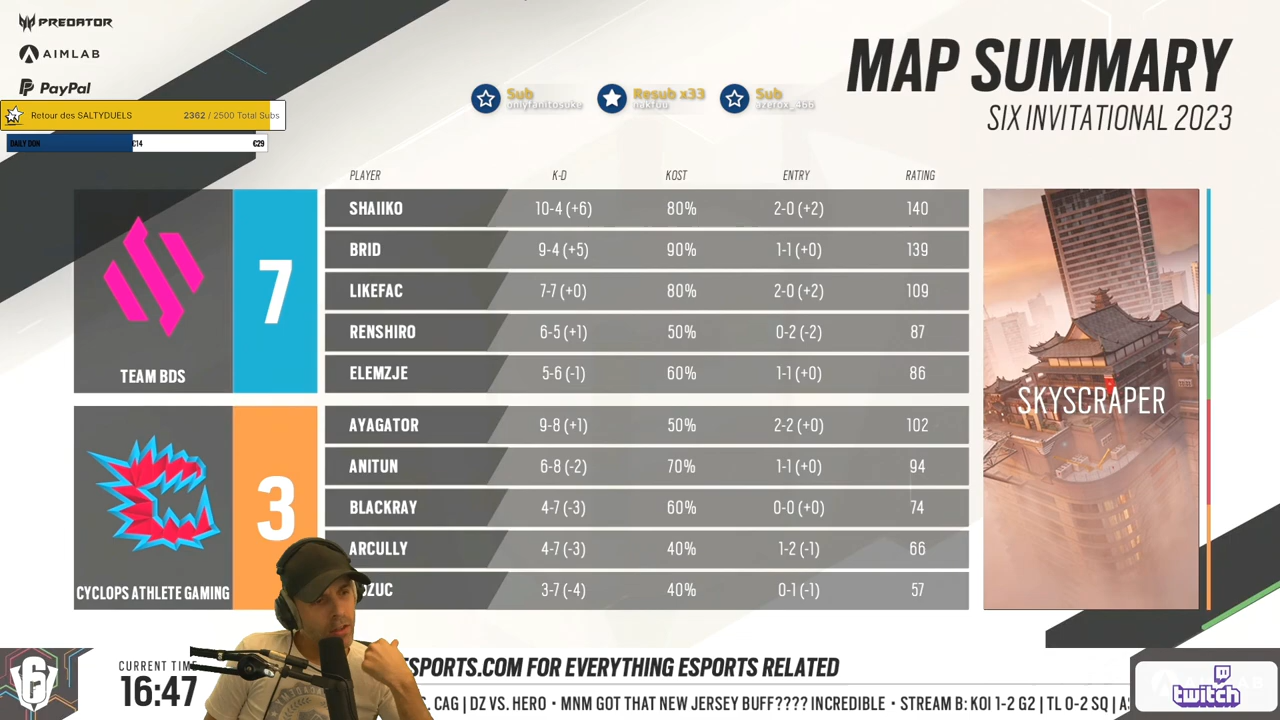 PREDATOR
AIMLAB
PayPal
Retour des SALTYDUELS 2362 / 2500 Total Subs
DAILY DON €14 €29
Sub
onlyfanitosuke
Resub x33
nakfuu
Sub
azerox_466
MAP SUMMARY
SIX INVITATIONAL 2023
PLAYER K-D KOST ENTRY RATING
7
TEAM BDS
SHAIIKO 10-4 (+6) 80% 2-0 (+2) 140
BRID 9-4 (+5) 90% 1-1 (+0) 139
LIKEFAC 7-7 (+0) 80% 2-0 (+2) 109
RENSHIRO 6-5 (+1) 50% 0-2 (-2) 87
ELEMZJE 5-6 (-1) 60% 1-1 (+0) 86
3
CYCLOPS ATHLETE GAMING
AYAGATOR 9-8 (+1) 50% 2-2 (+0) 102
ANITUN 6-8 (-2) 70% 1-1 (+0) 94
BLACKRAY 4-7 (-3) 60% 0-0 (+0) 74
ARCULLY 4-7 (-3) 40% 1-2 (-1) 66
ZUC 3-7 (-4) 40% 0-1 (-1) 57
SKYSCRAPER
6
CURRENT TIME
16:47
ESPORTS.COM FOR EVERYTHING ESPORTS RELATED
CAG | DZ VS. HERO • MNM GOT THAT NEW JERSEY BUFF???? INCREDIBLE • STREAM B: KOI 1-2 G2 | TL 0-2 SQ |
twitch